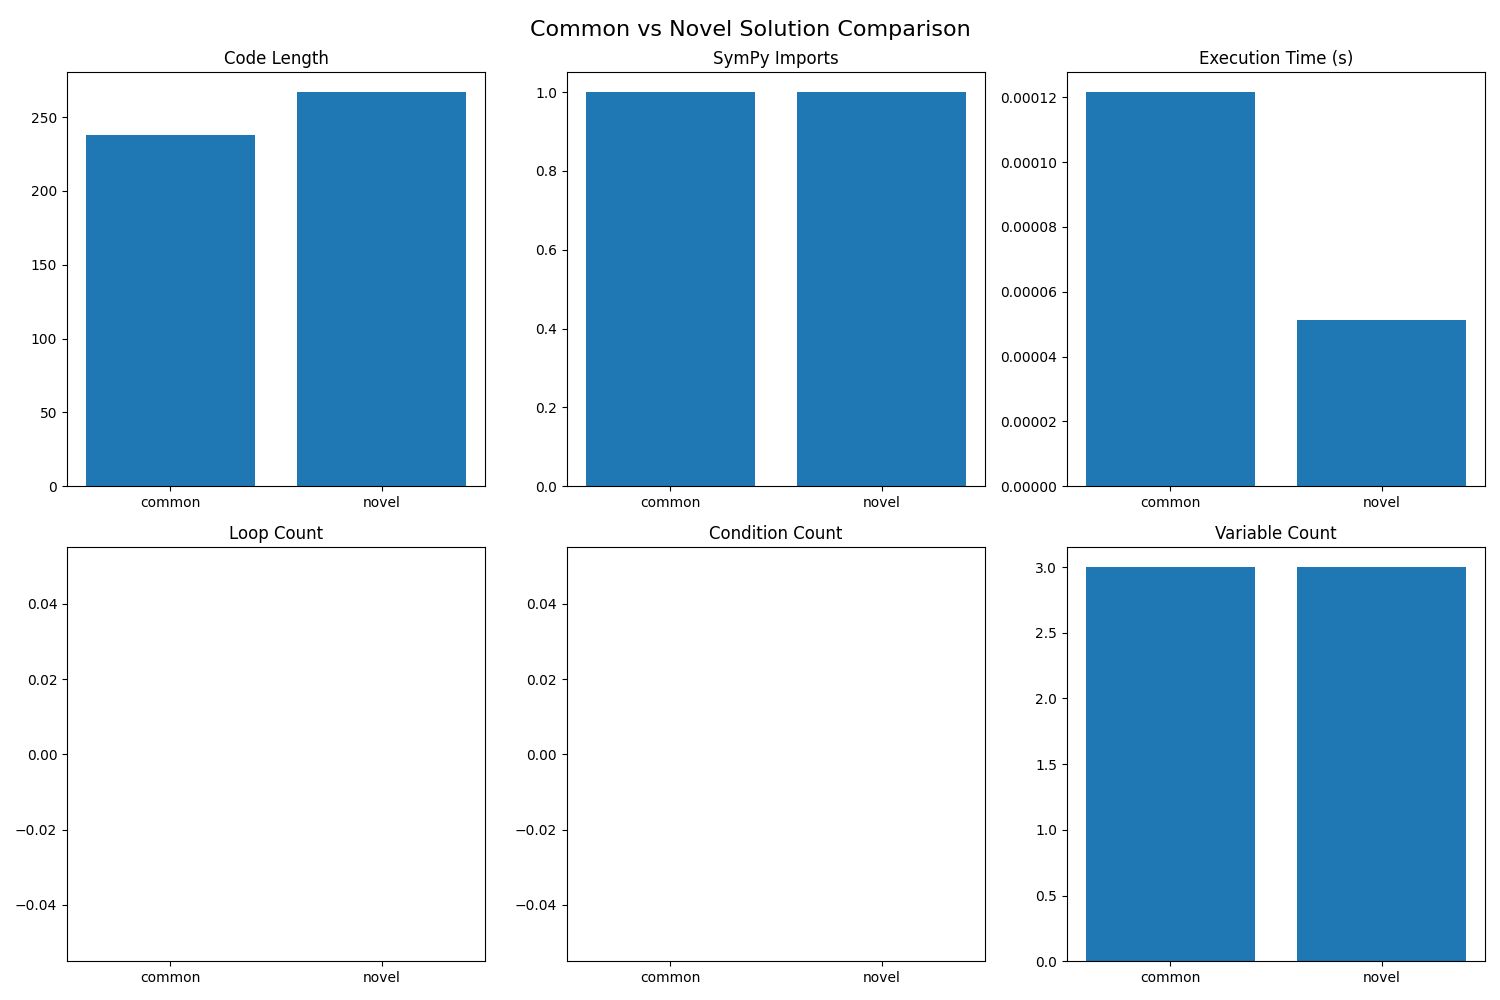 Common vs Novel Solution Comparison
Code Length
SymPy Imports
Execution Time (s)
250
200
150
100
50
0
common novel
1.0
0.8
0.6
0.4
0.2
0.0
common novel
0.00012
0.00010
0.00008
0.00006
0.00004
0.00002
0.00000
common novel
Loop Count
Condition Count
Variable Count
0.04
0.02
0.00
−0.02
−0.04
common novel
0.04
0.02
0.00
−0.02
−0.04
common novel
3.0
2.5
2.0
1.5
1.0
0.5
0.0
common novel